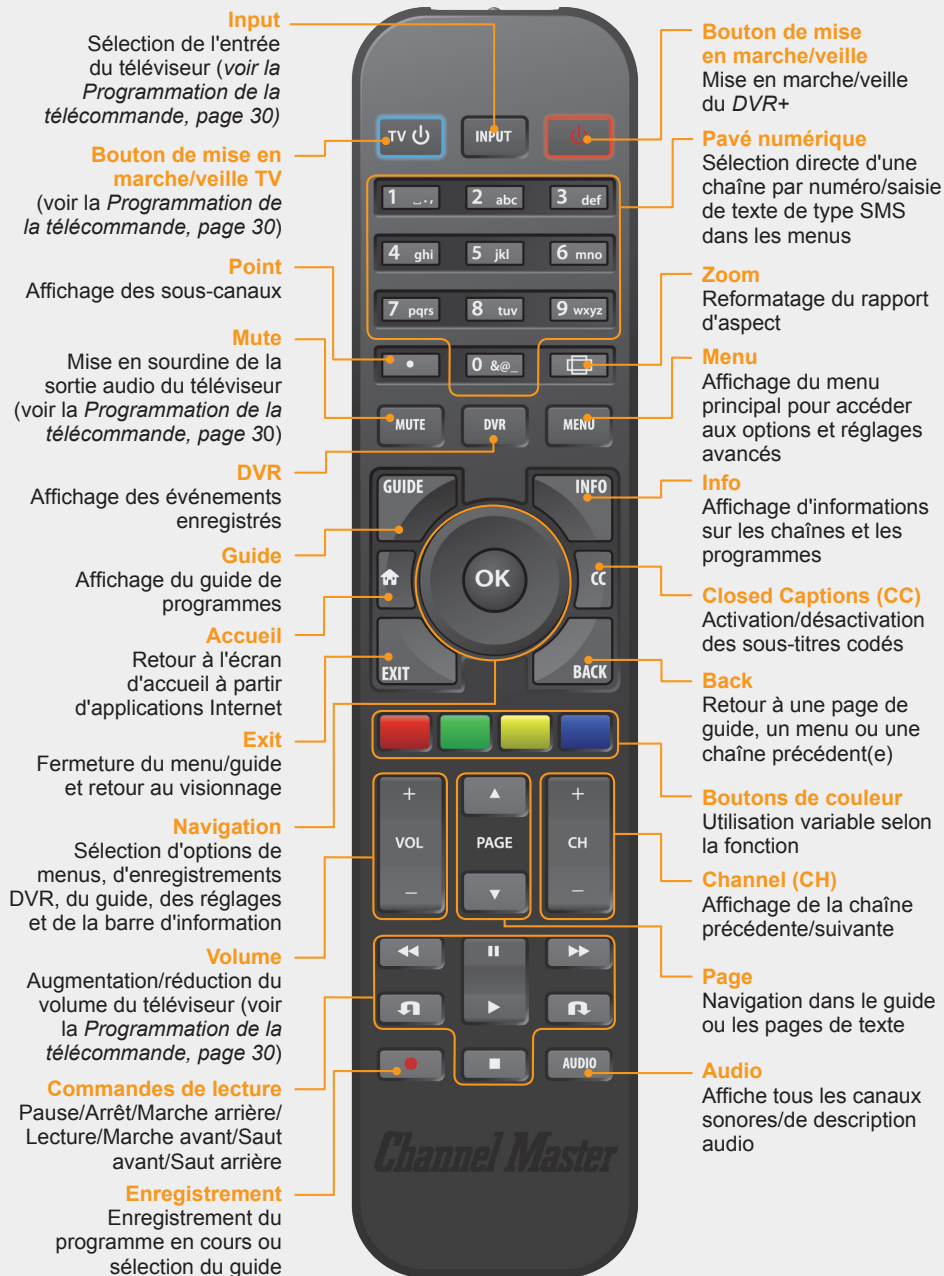 Input
Sélection de l'entrée
du téléviseur (voir la
Programmation de la
télécommande, page 30)
Bouton de mise en
marche/veille TV
(voir la Programmation de
la télécommande, page 30)
Point
Affichage des sous-canaux
Mute
Mise en sourdine de la
sortie audio du téléviseur
(voir la Programmation de la
télécommande, page 30)
DVR
Affichage des événements
enregistrés
Guide
Affichage du guide de
programmes
Accueil
Retour à l'écran
d'accueil à partir
d'applications Internet
Exit
Fermeture du menu/guide
et retour au visionnage
Navigation
Sélection d'options de
menus, d'enregistrements
DVR, du guide, des réglages
et de la barre d'information
Volume
Augmentation/réduction du
volume du téléviseur (voir
la Programmation de la
télécommande, page 30)
Commandes de lecture
Pause/Arrêt/Marche arrière/
Lecture/Marche avant/Saut
avant/Saut arrière
Enregistrement
Enregistrement du
programme en cours ou
sélection du guide
TV INPUT
1 _., 2 abc 3 def
4 ghi 5 jkl 6 mno
7 pqrs 8 tuv 9 wxyz
• 0 &@_
MUTE DVR MENU
GUIDE INFO
OK CC
EXIT BACK
+ ▲ +
VOL PAGE CH
− ▼ −
AUDIO
Channel Master
Bouton de mise
en marche/veille
Mise en marche/veille
du DVR+
Pavé numérique
Sélection directe d'une
chaîne par numéro/saisie
de texte de type SMS
dans les menus
Zoom
Reformatage du rapport
d'aspect
Menu
Affichage du menu
principal pour accéder
aux options et réglages
avancés
Info
Affichage d'informations
sur les chaînes et les
programmes
Closed Captions (CC)
Activation/désactivation
des sous-titres codés
Back
Retour à une page de
guide, un menu ou une
chaîne précédent(e)
Boutons de couleur
Utilisation variable selon
la fonction
Channel (CH)
Affichage de la chaîne
précédente/suivante
Page
Navigation dans le guide
ou les pages de texte
Audio
Affiche tous les canaux
sonores/de description
audio